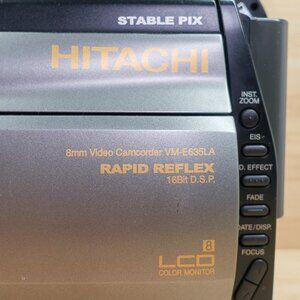 STABLE PIX
HITACHI
INST.
ZOOM
EIS
8mm Video Camcorder VM-E635LA
RAPID REFLEX
16Bit D.S.P.
D. EFFECT
FADE
DATE/DISP.
FOCUS
8
LCD
COLOR MONITOR